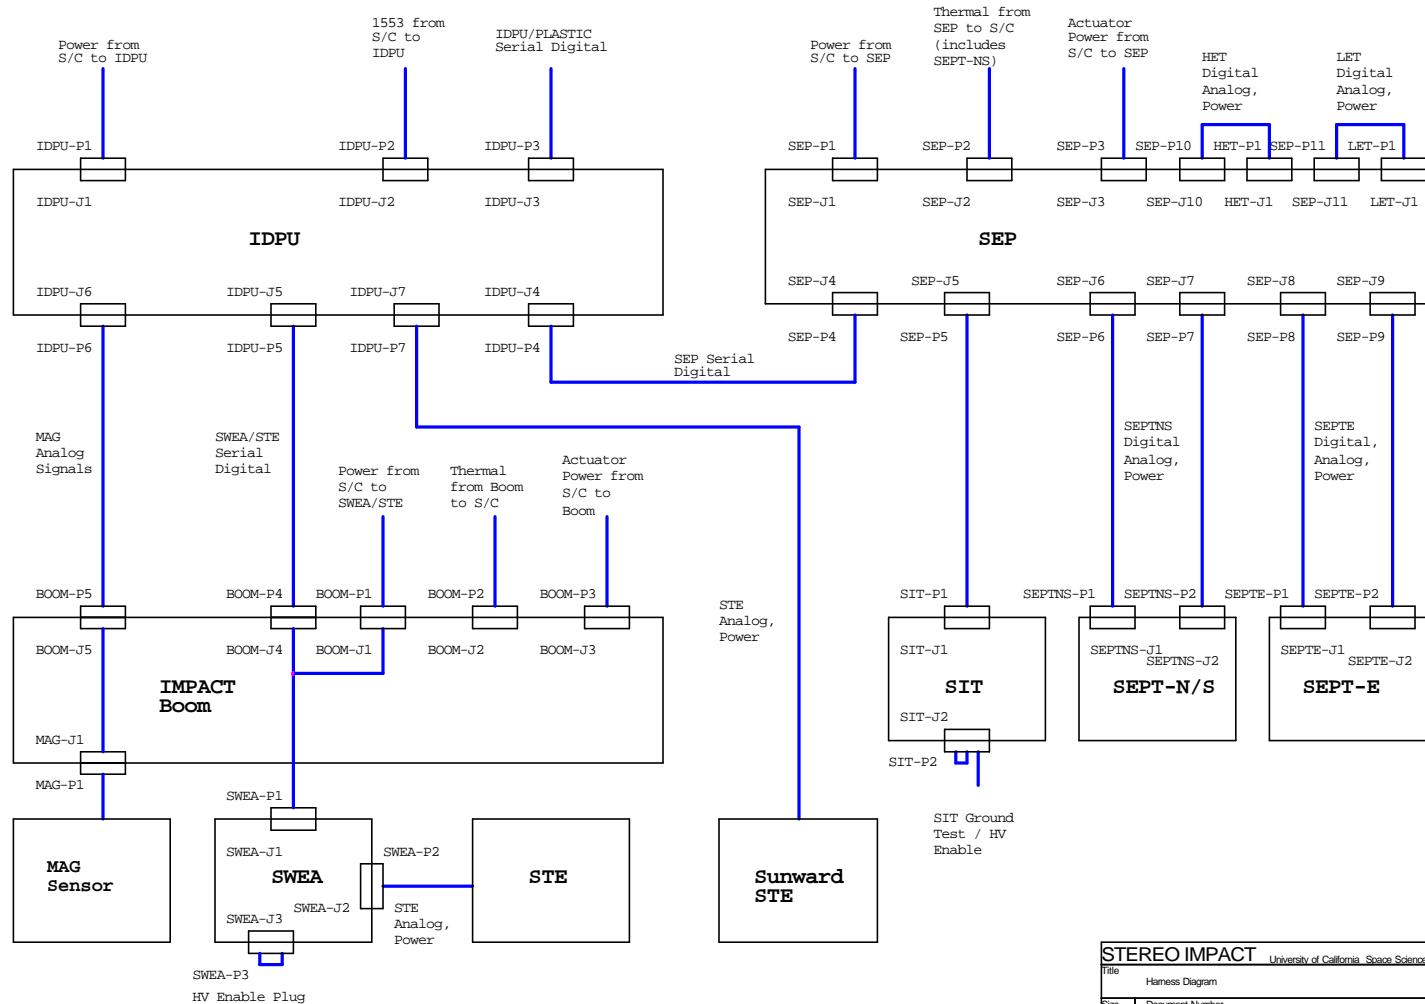 Power from
S/C to IDPU
1553 from
S/C to
IDPU
IDPU/PLASTIC
Serial Digital
Power from
S/C to SEP
Thermal from
SEP to S/C
(includes
SEPT-NS)
Actuator
Power from
S/C to SEP
HET
Digital
Analog,
Power
LET
Digital
Analog,
Power
IDPU-P1
IDPU-P2
IDPU-P3
SEP-P1
SEP-P2
SEP-P3
SEP-P10
HET-P1
SEP-P11
LET-P1
IDPU-J1
IDPU-J2
IDPU-J3
SEP-J1
SEP-J2
SEP-J3
SEP-J10
HET-J1
SEP-J11
LET-J1
IDPU
SEP
IDPU-J6
IDPU-J5
IDPU-J7
IDPU-J4
SEP-J4
SEP-J5
SEP-J6
SEP-J7
SEP-J8
SEP-J9
IDPU-P6
IDPU-P5
IDPU-P7
IDPU-P4
SEP-P4
SEP-P5
SEP-P6
SEP-P7
SEP-P8
SEP-P9
SEP Serial
Digital
MAG
Analog
Signals
SWEA/STE
Serial
Digital
Power from
S/C to
SWEA/STE
Thermal
from Boom
to S/C
Actuator
Power from
S/C to
Boom
SEPTNS
Digital
Analog,
Power
SEPTE
Digital,
Analog,
Power
BOOM-P5
BOOM-P4
BOOM-P1
BOOM-P2
BOOM-P3
STE
Analog,
Power
SIT-P1
SEPTNS-P1
SEPTNS-P2
SEPTE-P1
SEPTE-P2
BOOM-J5
BOOM-J4
BOOM-J1
BOOM-J2
BOOM-J3
SIT-J1
SEPTNS-J1
SEPTNS-J2
SEPTE-J1
SEPTE-J2
IMPACT
Boom
SIT
SEPT-N/S
SEPT-E
SIT-J2
MAG-J1
SIT-P2
MAG-P1
SWEA-P1
SIT Ground
Test / HV
Enable
SWEA-J1
SWEA-P2
MAG
Sensor
SWEA
STE
Sunward
STE
SWEA-J2
SWEA-J3
STE
Analog,
Power
SWEA-P3
HV Enable Plug
STEREO IMPACT
University of California Space Science
Title
Harness Diagram
Size
Document Number